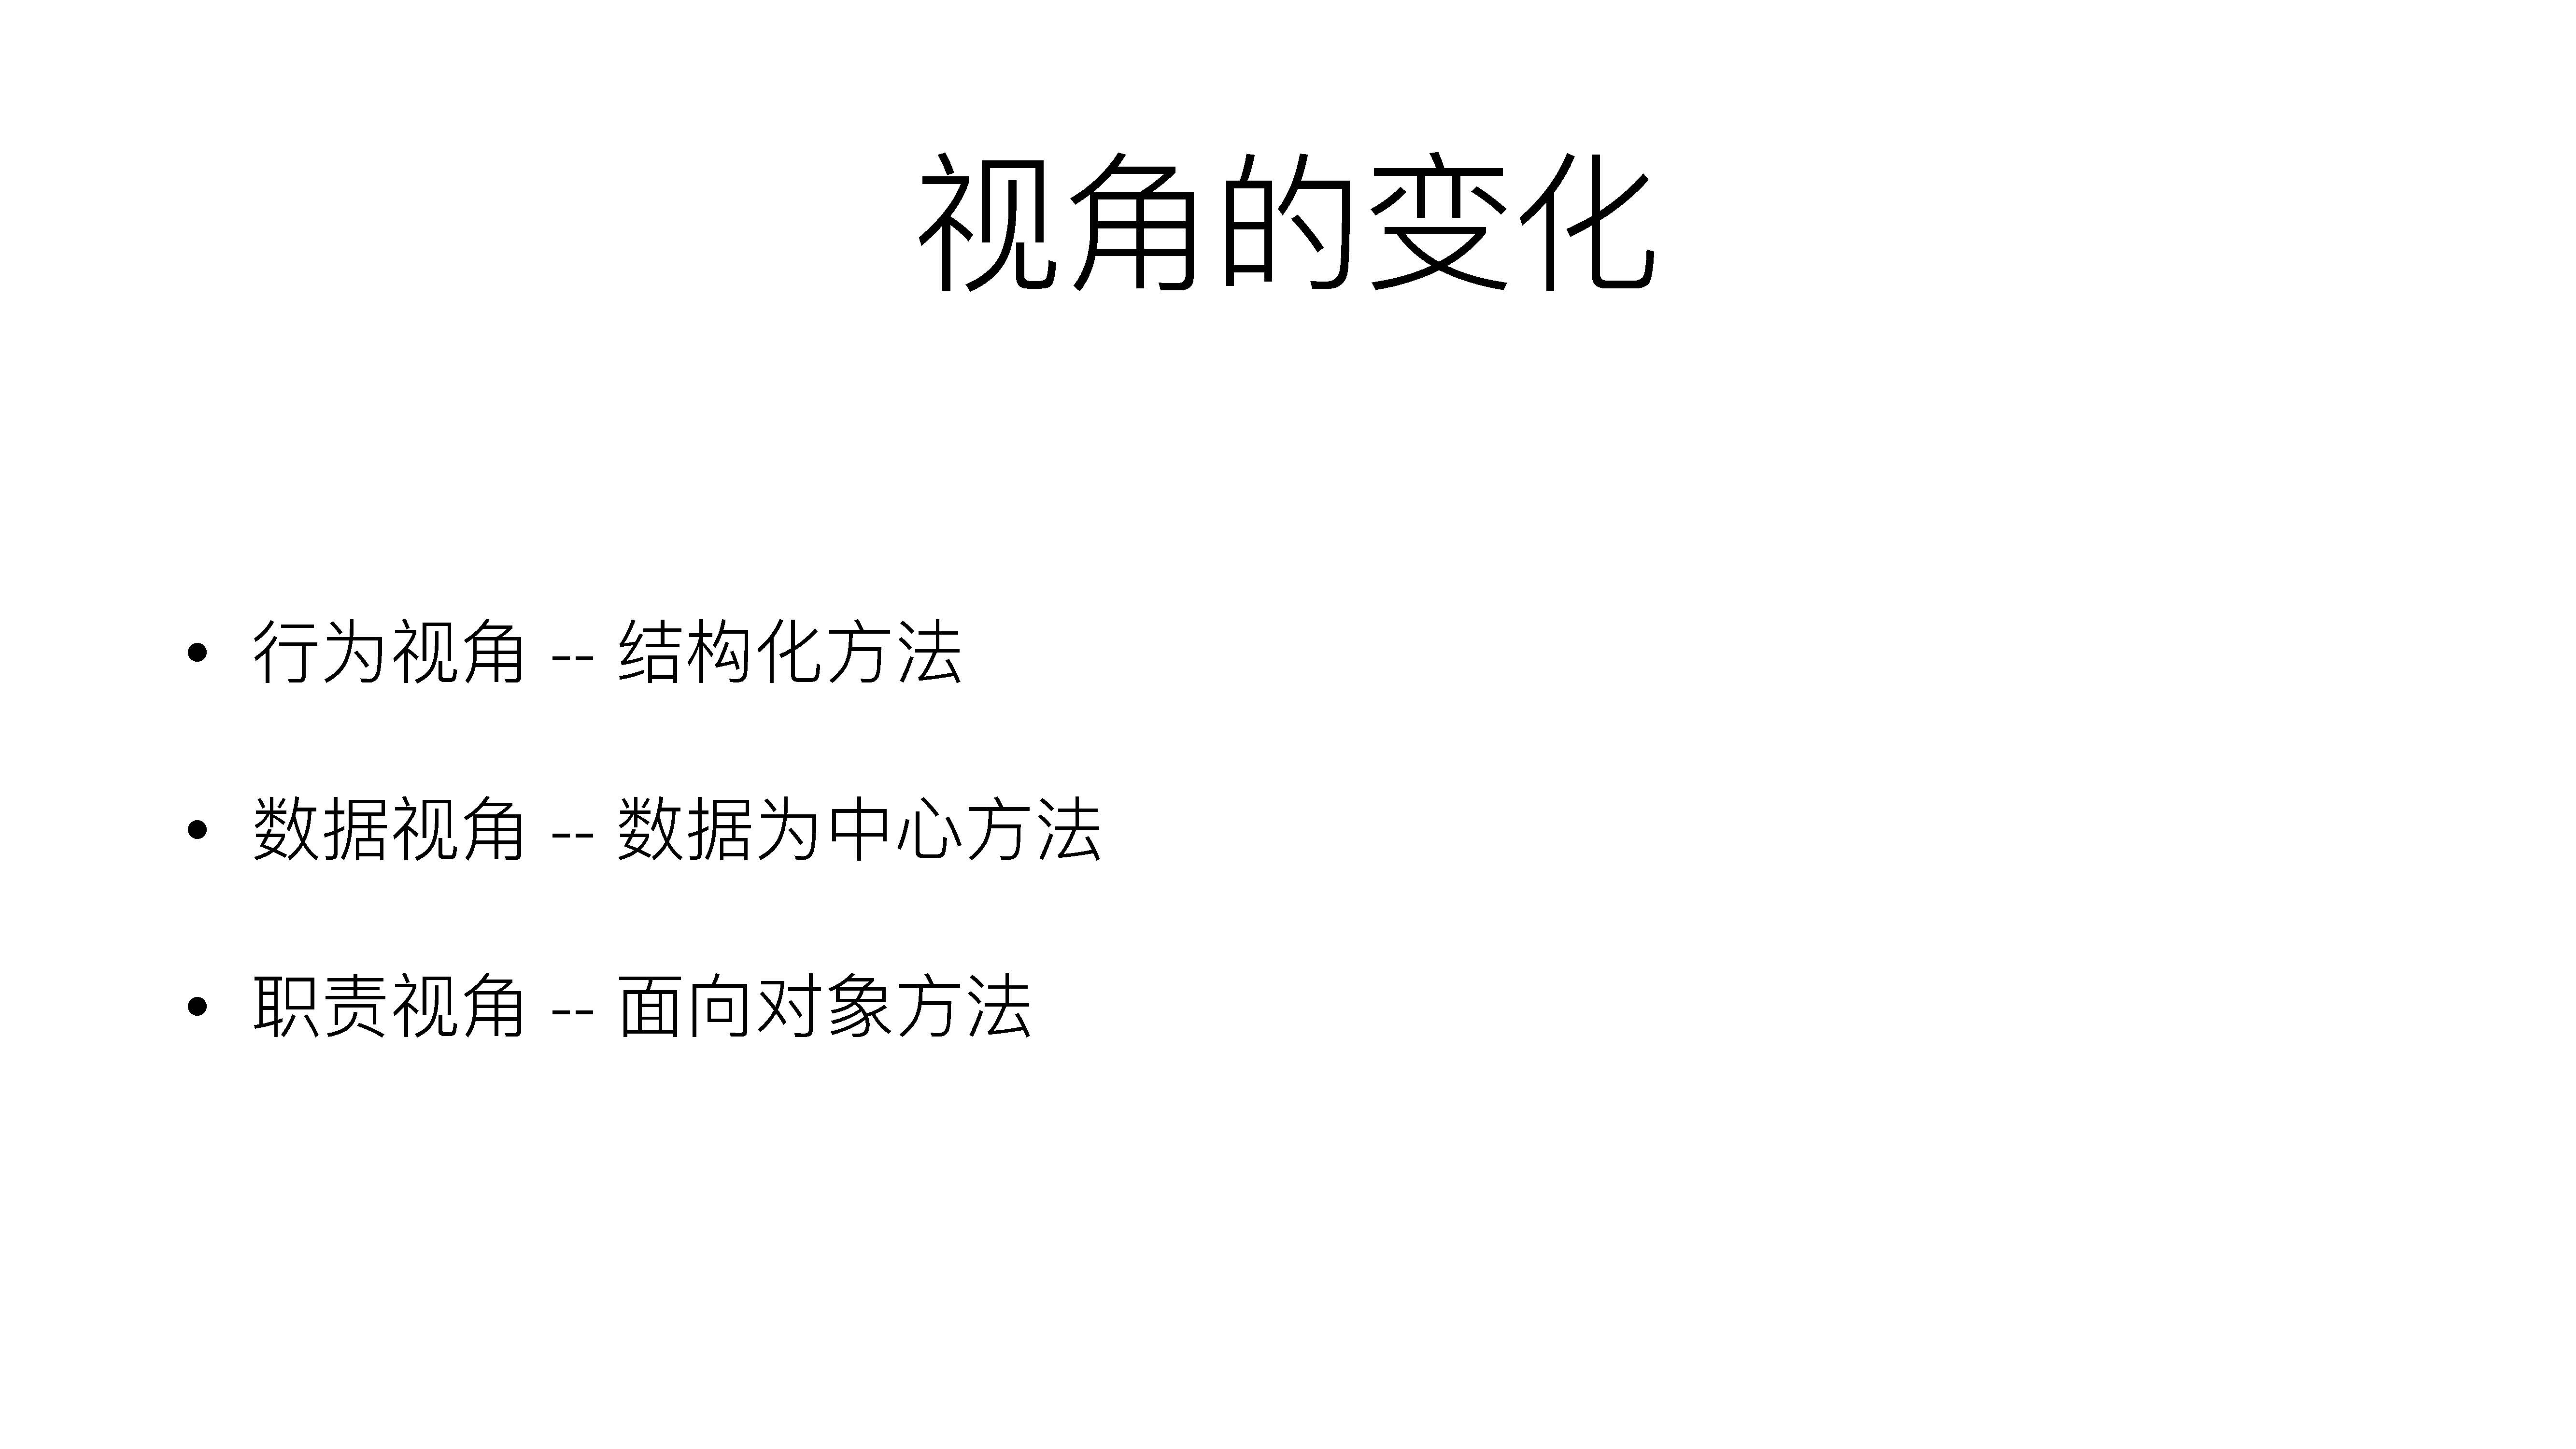 视角的变化
• 行为视角 -- 结构化方法
• 数据视角 -- 数据为中心方法
• 职责视角 -- 面向对象方法